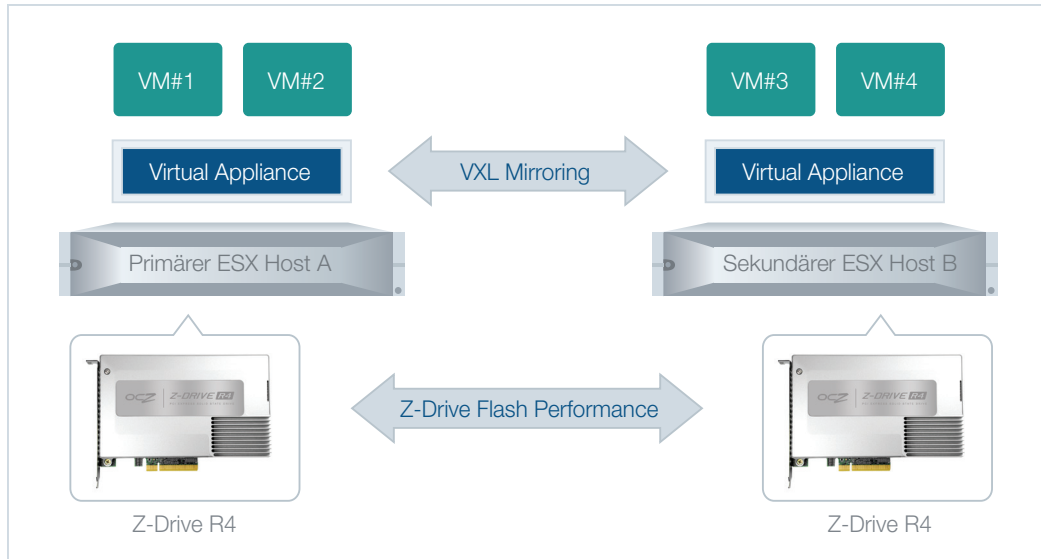 VM#1
VM#2
VM#3
VM#4
Virtual Appliance
VXL Mirroring
Virtual Appliance
Primärer ESX Host A
Sekundärer ESX Host B
OCZ
Z-DRIVE R4
Z-Drive Flash Performance
OCZ
Z-DRIVE R4
Z-Drive R4
Z-Drive R4